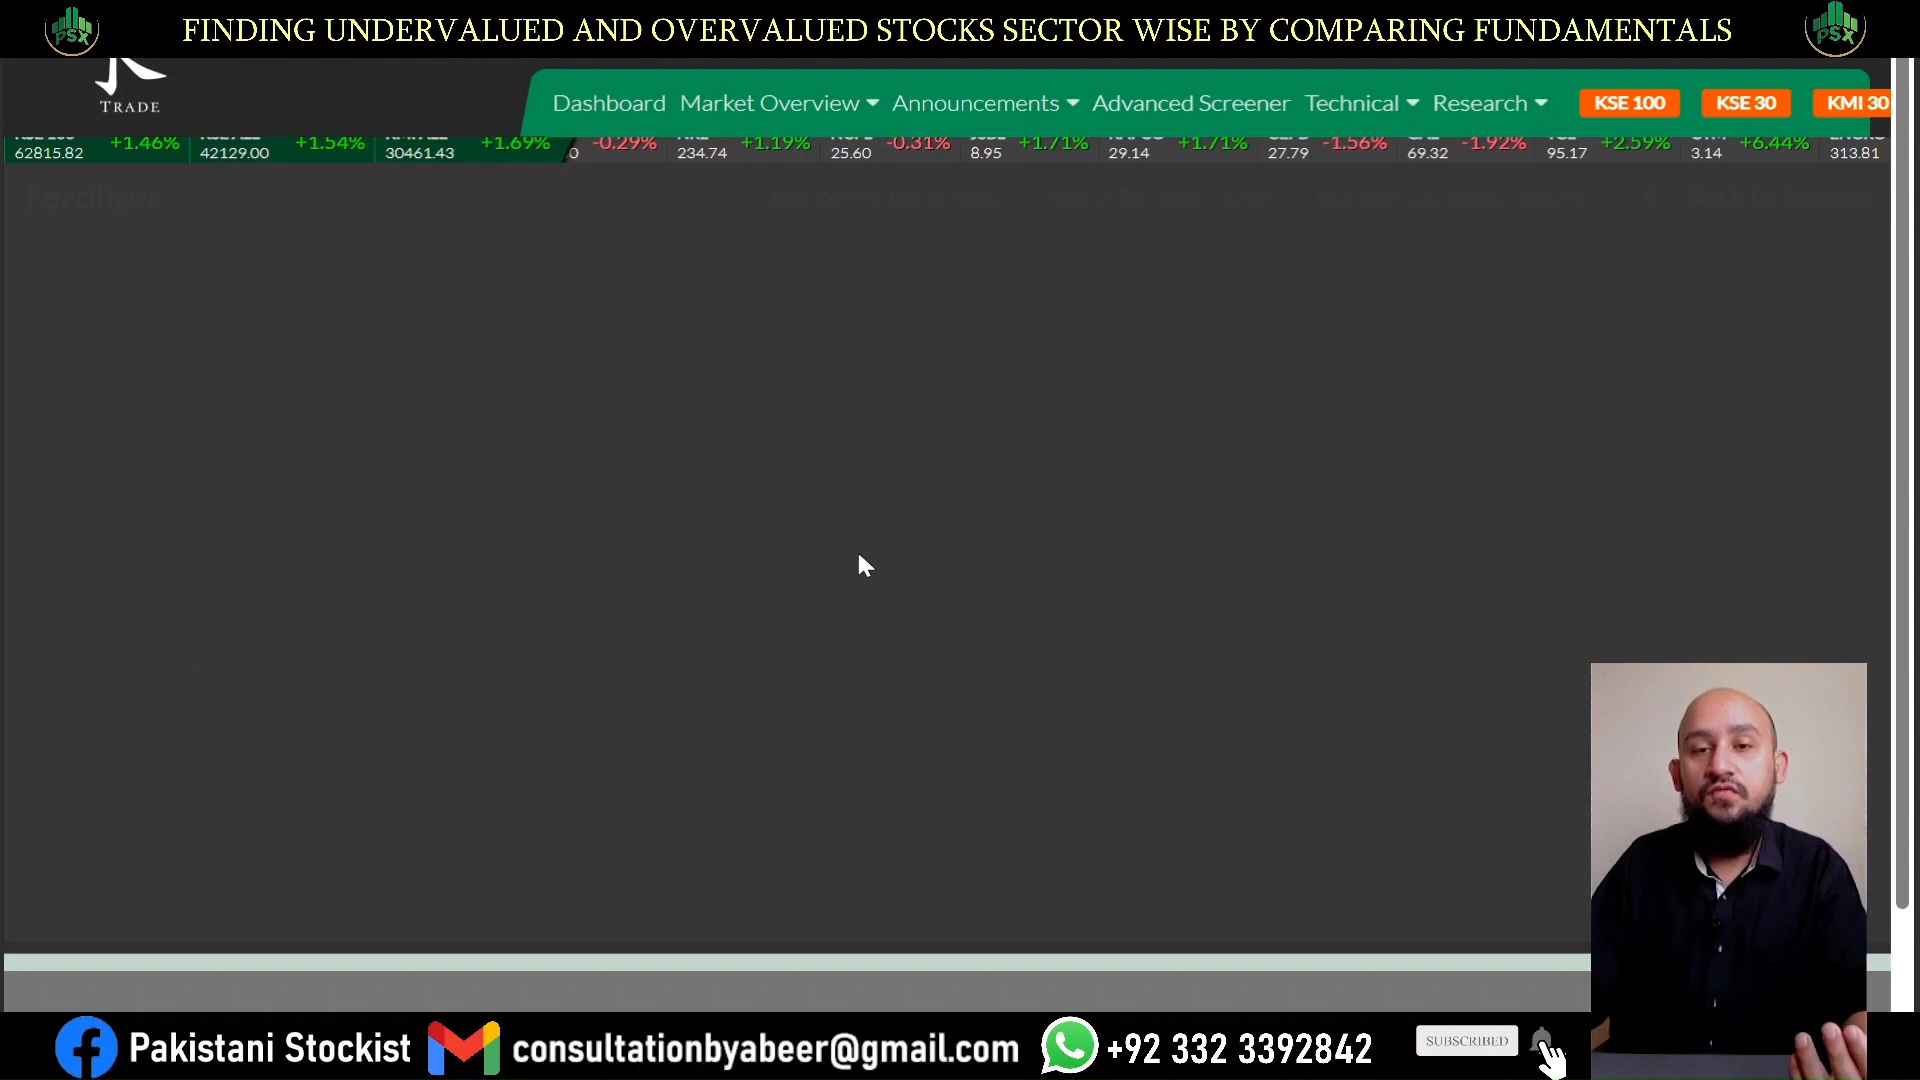 FINDING UNDERVALUED AND OVERVALUED STOCKS SECTOR WISE BY COMPARING FUNDAMENTALS
PSX
PSX
TRADE
Dashboard Market Overview Announcements Advanced Screener Technical Research KSE 100 KSE 30 KMI 30
+1.46% +1.54% +1.69% -0.29% +1.19% -0.31% +1.71% +1.71% -1.56% -1.92% +2.59% +6.44%
62815.82 42129.00 30461.43 234.74 25.60 8.95 29.14 27.79 69.32 95.17 3.14 313.81
Fertilizer
Pakistani Stockist consultationbyabeer@gmail.com +92 332 3392842 SUBSCRIBED